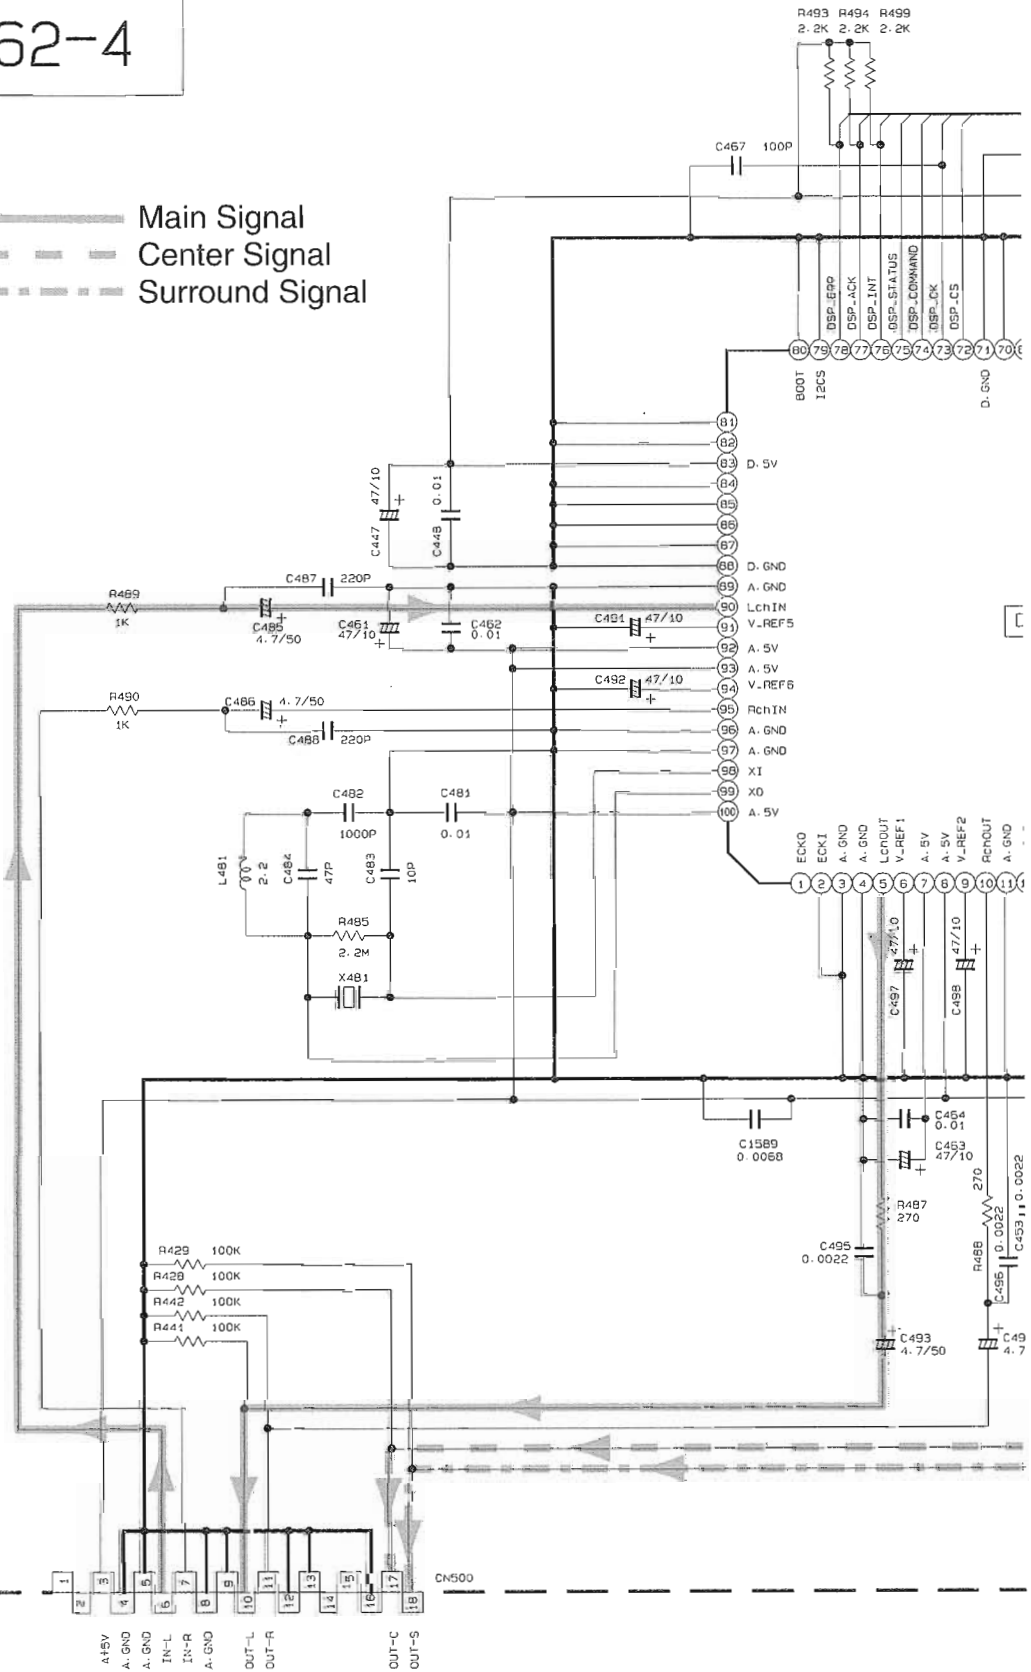 62-4
R493 R494 R499
2.2K 2.2K 2.2K
C467 100P
Main Signal
Center Signal
Surround Signal
DSP_ERR
DSP_ACK
DSP_INT
DSP_STATUS
DSP_COMMAND
DSP_CK
DSP_CS
80 79 78 77 76 75 74 73 72 71 70
BOOT
I2CS
D.GND
81
82
83 D.5V
84
85
86
87
88 D.GND
89 A.GND
90 LchIN
91 V_REF5
92 A.5V
93 A.5V
94 V_REF6
95 RchIN
96 A.GND
97 A.GND
98 XI
99 XO
100 A.5V
C447 47/10 +
C448 0.01
C487 220P
R489
1K
C485 +
4.7/50
C461
47/10 +
C462
0.01
C491 47/10
+
C492 47/10
+
R490
1K
C486 4.7/50
+
C488 220P
C482
1000P
C481
0.01
L481 2.2
C484 47P
C483 10P
R485
2.2M
X481
ECKO
ECKI
A.GND
A.GND
LchOUT
V_REF1
A.5V
A.5V
V_REF2
RchOUT
A.GND
1 2 3 4 5 6 7 8 9 10 11
C497 47/10 +
C498 47/10 +
C1589
0.0068
C464
0.01
C463
47/10
+
R487
270
C495
0.0022
R488 270
C496 0.0022
C453 0.0022
C493
4.7/50
+
C49
4.7
+
R429 100K
R428 100K
R442 100K
R441 100K
1 2 3 4 5 6 7 8 9 10 11 12 13 14 15 16 17 18
CN500
A+5V
A.GND
A.GND
IN-L
IN-R
A.GND
OUT-L
OUT-R
OUT-C
OUT-S